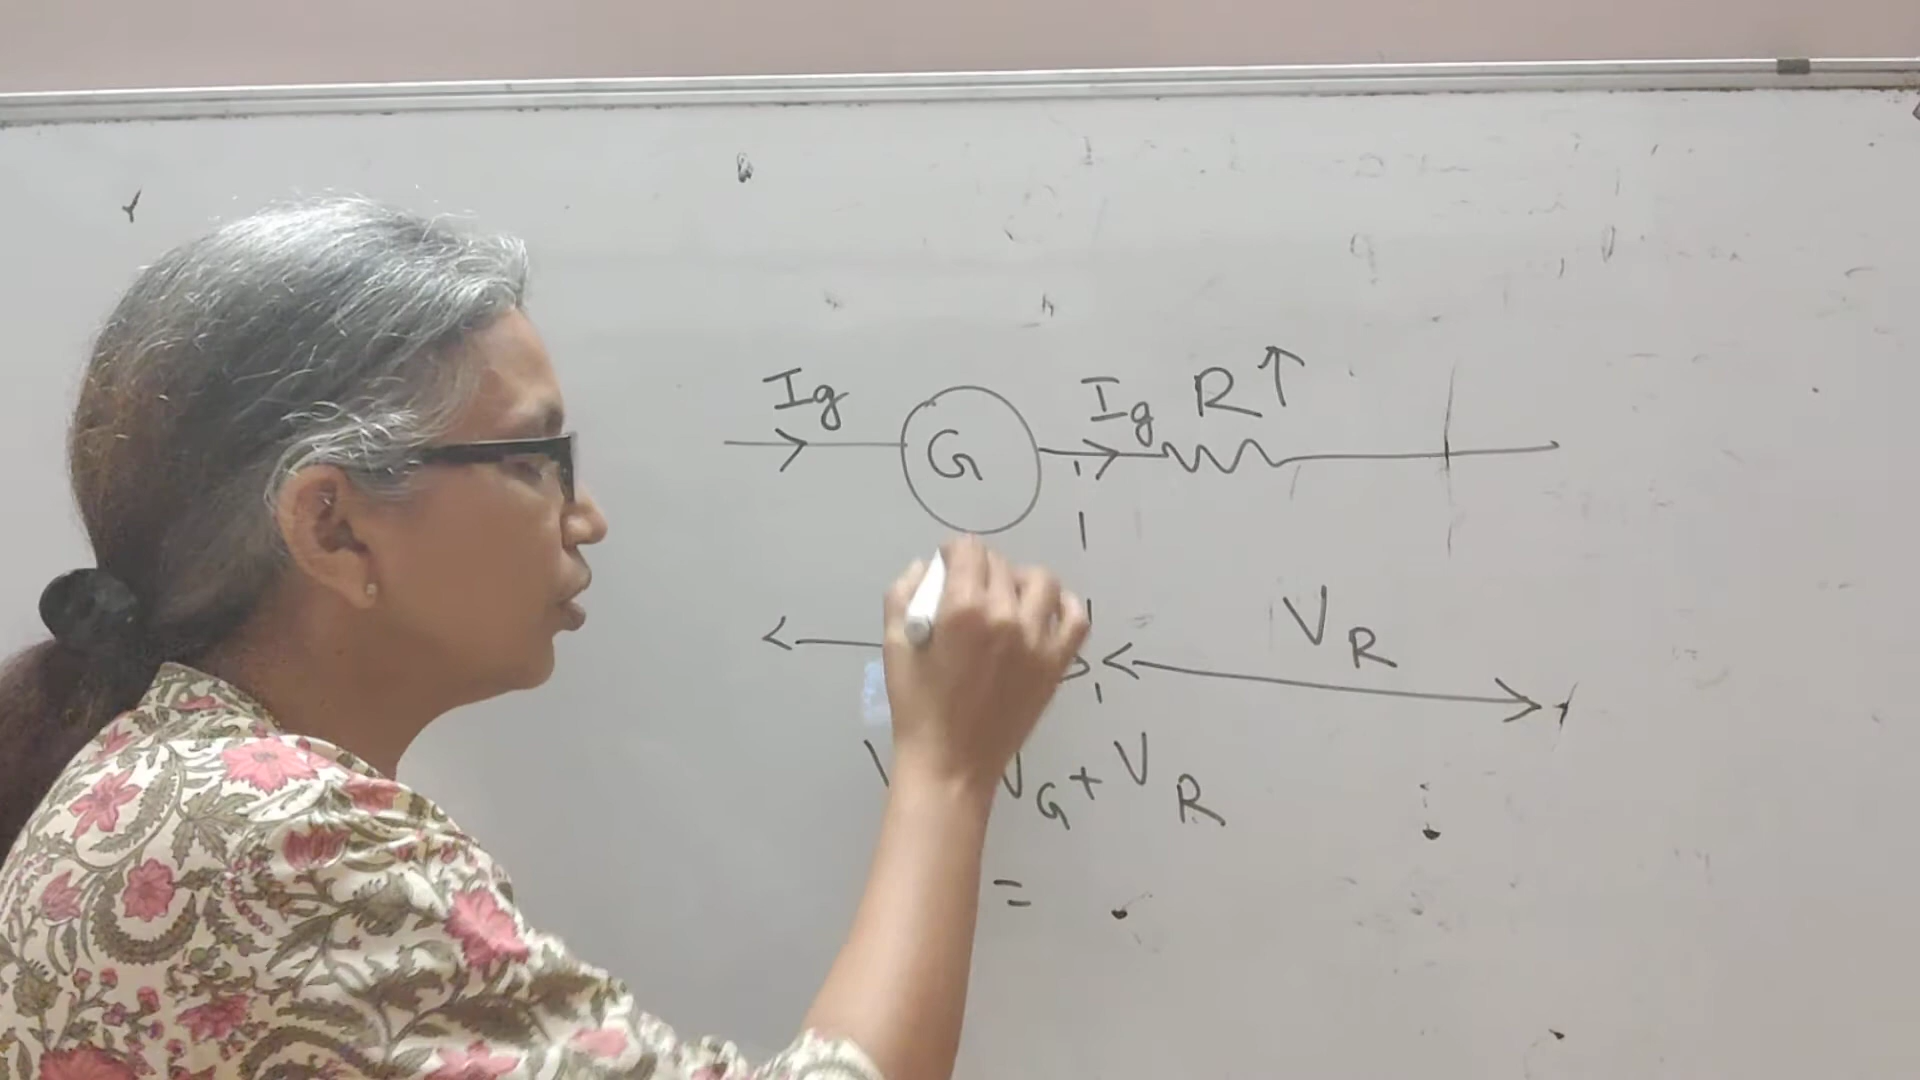 Ig G Ig R↑
V_R
V_G + V_R
=